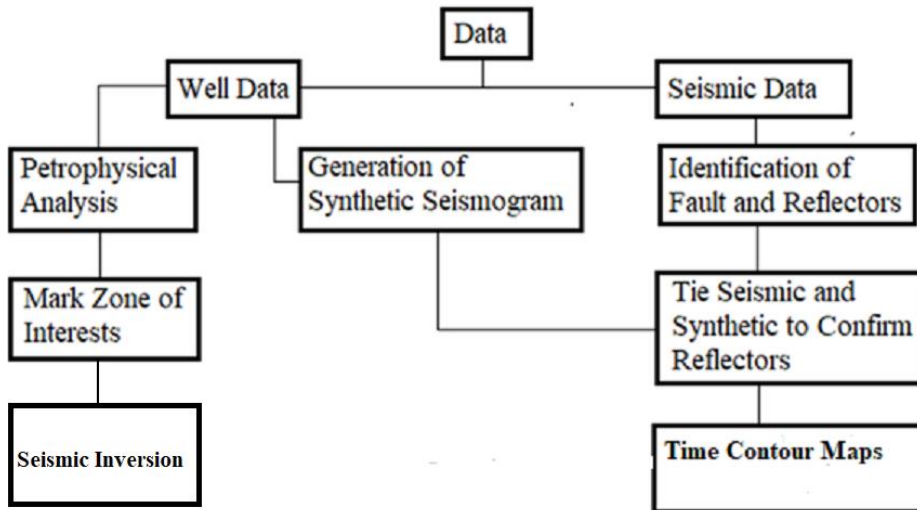 Data
Well Data
Seismic Data
Petrophysical
Analysis
Generation of
Synthetic Seismogram
Identification of
Fault and Reflectors
Mark Zone of
Interests
Tie Seismic and
Synthetic to Confirm
Reflectors
Seismic Inversion
Time Contour Maps